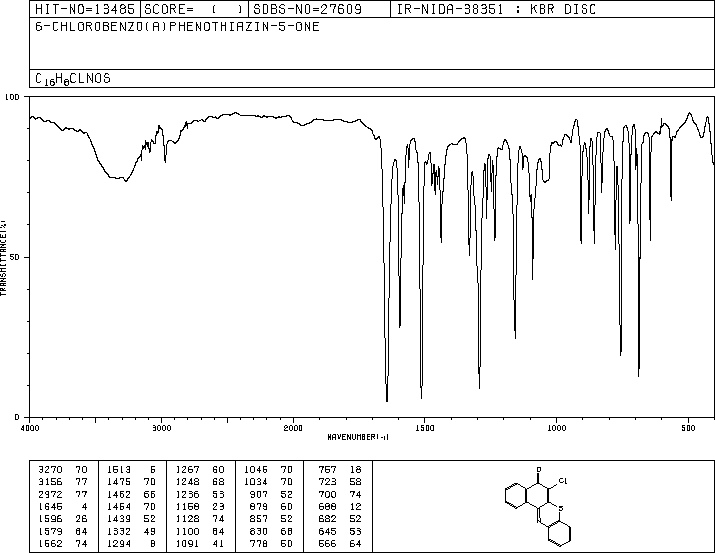 HIT-NO=13485 SCORE= ( ) SDBS-NO=27609 IR-NIDA-38351 : KBR DISC
6-CHLOROBENZO(A)PHENOTHIAZIN-5-ONE
C16H8CLNOS
100
50
0
TRANSMITTANCE(%)
4000 3000 2000 1500 1000 500
WAVENUMBER(-1)
3270 70 1513 5 1267 60 1046 70 757 18
3156 77 1475 70 1248 68 1034 70 723 58
2972 77 1462 66 1236 53 907 52 700 74
1645 4 1454 70 1158 23 879 60 688 12
1596 26 1439 52 1128 74 857 52 682 52
1579 64 1332 49 1100 64 830 68 645 53
1562 74 1294 8 1091 41 778 50 566 64
O
Cl
S
N